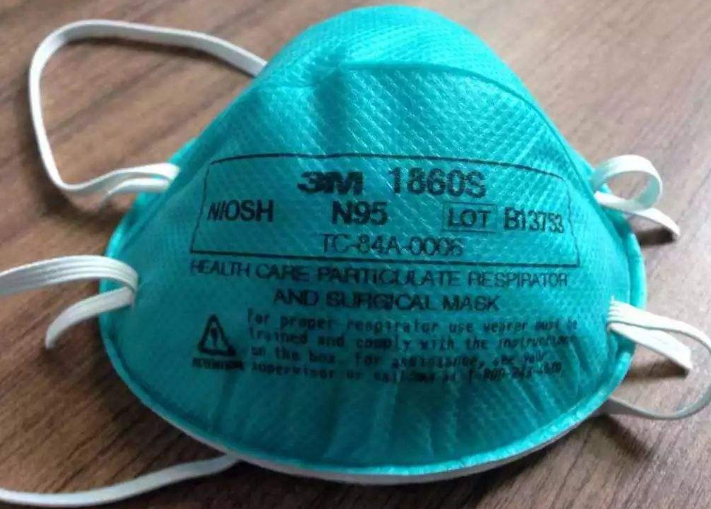 3M 1860S
NIOSH N95 LOT B13753
TC-84A-0006
HEALTH CARE PARTICULATE RESPIRATOR
AND SURGICAL MASK
For proper respirator use wearer must be
trained and comply with the instructions
on the box. For assistance, see your
supervisor or call 3M at